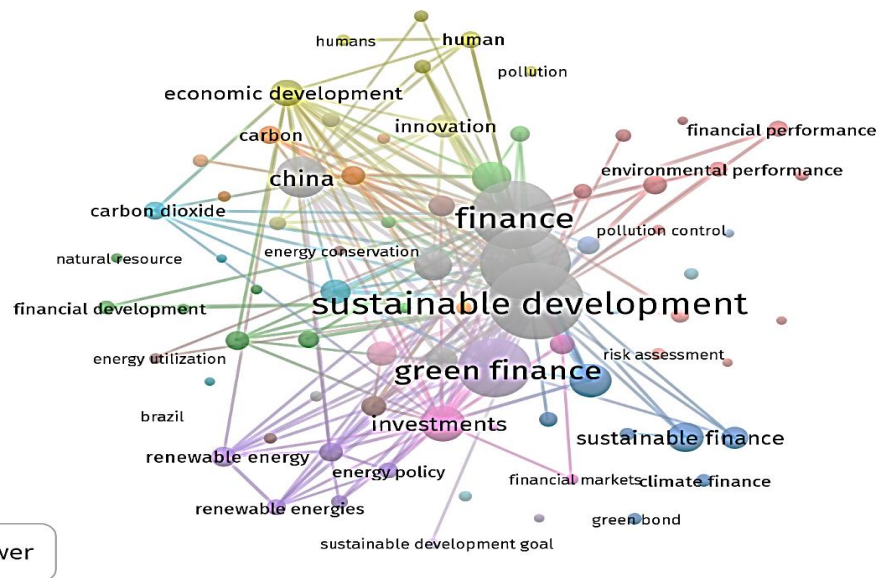 humans
human
pollution
economic development
carbon
innovation
financial performance
china
environmental performance
carbon dioxide
finance
pollution control
natural resource
energy conservation
financial development
sustainable development
energy utilization
risk assessment
green finance
brazil
investments
sustainable finance
renewable energy
energy policy
financial markets
climate finance
renewable energies
green bond
sustainable development goal
wer